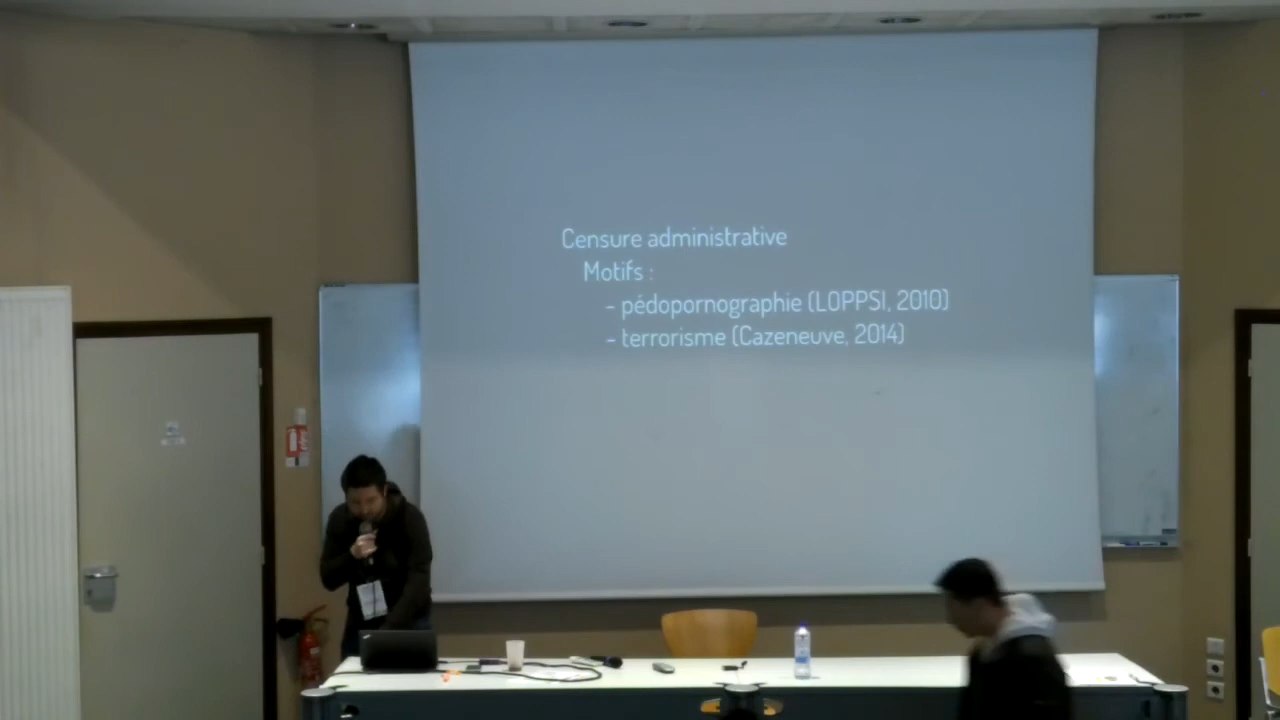 Censure administrative
Motifs :
- pédopornographie (LOPPSI, 2010)
- terrorisme (Cazeneuve, 2014)